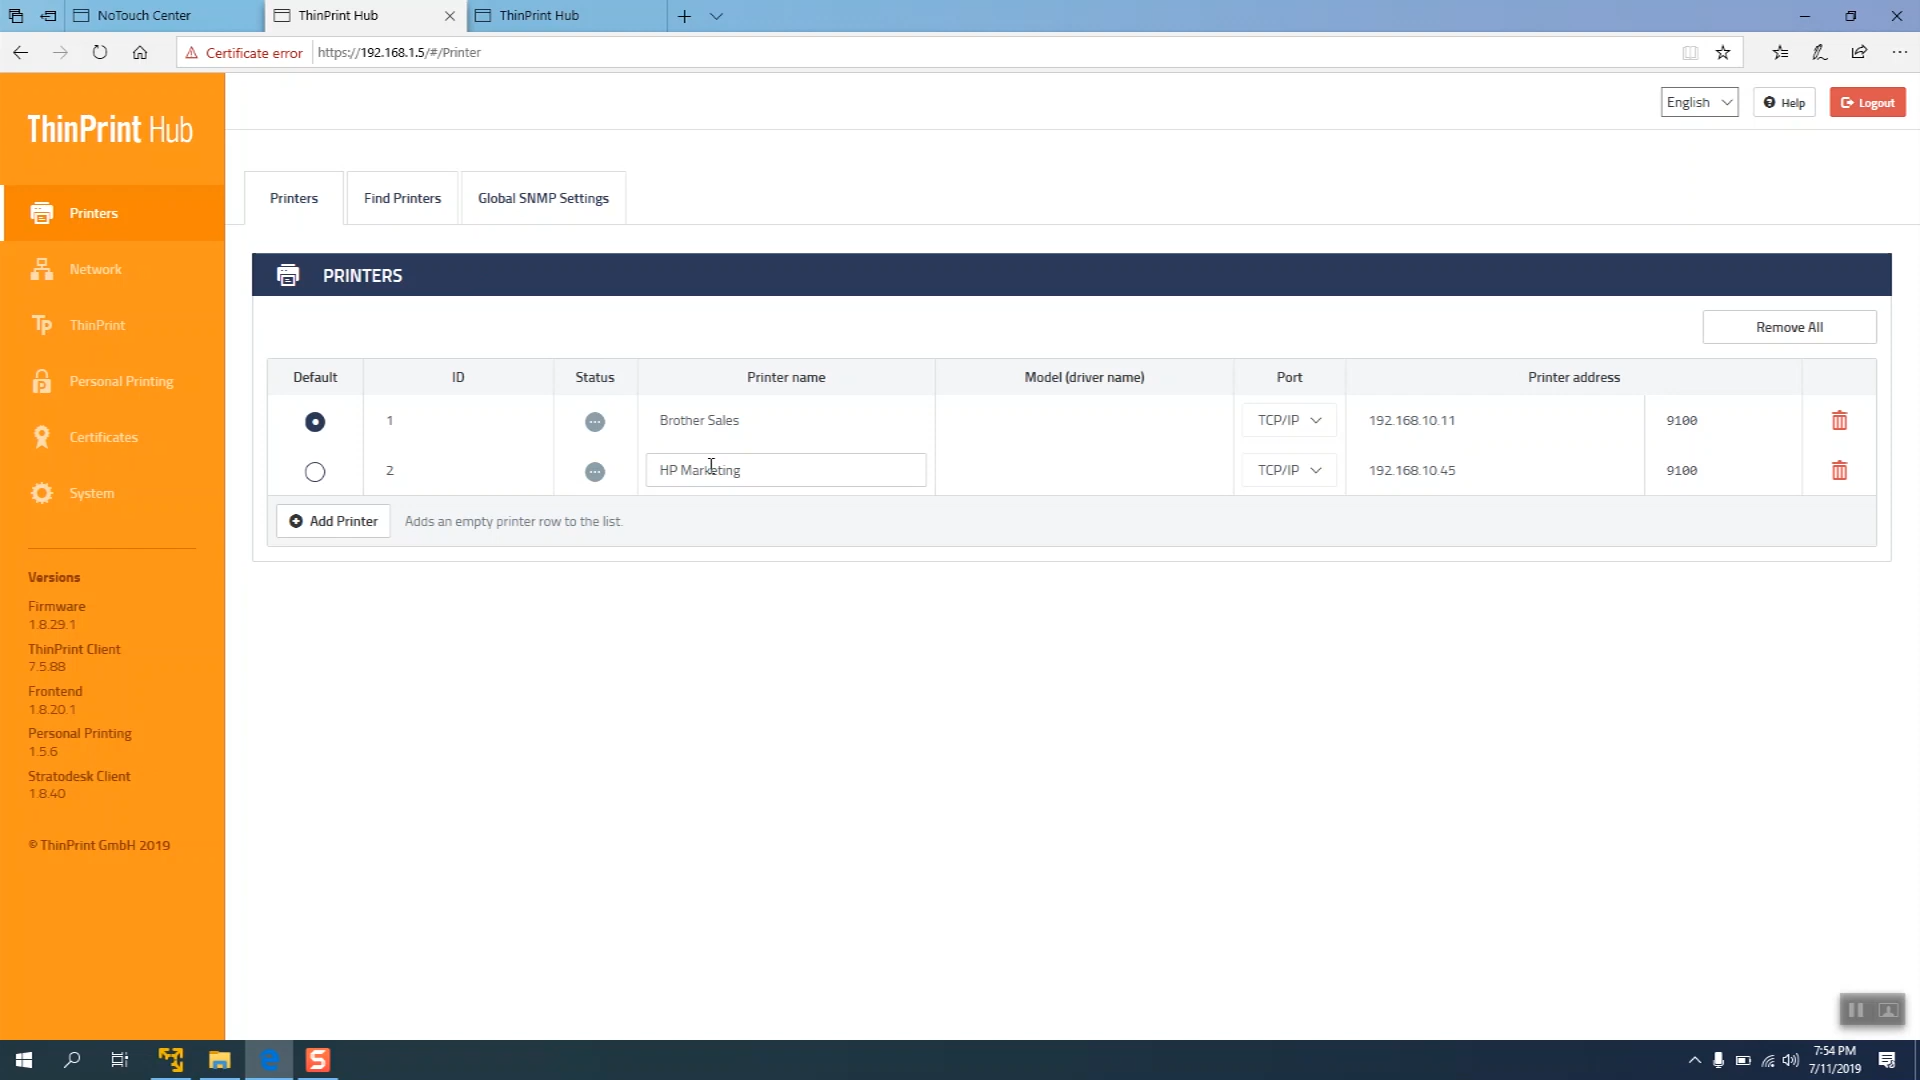 NoTouch Center
ThinPrint Hub
ThinPrint Hub
Certificate error
https://192.168.1.5/#/Printer
ThinPrint Hub
English
Help
Logout
Printers
Network
Tp ThinPrint
Personal Printing
Certificates
System
Versions
Firmware
1.8.29.1
ThinPrint Client
7.5.88
Frontend
1.8.20.1
Personal Printing
1.5.6
Stratodesk Client
1.8.40
© ThinPrint GmbH 2019
Printers
Find Printers
Global SNMP Settings
PRINTERS
Remove All
Default ID Status Printer name Model (driver name) Port Printer address
1 Brother Sales TCP/IP 192.168.10.11 9100
2 HP Marketing TCP/IP 192.168.10.45 9100
Add Printer Adds an empty printer row to the list.
7:54 PM
7/11/2019